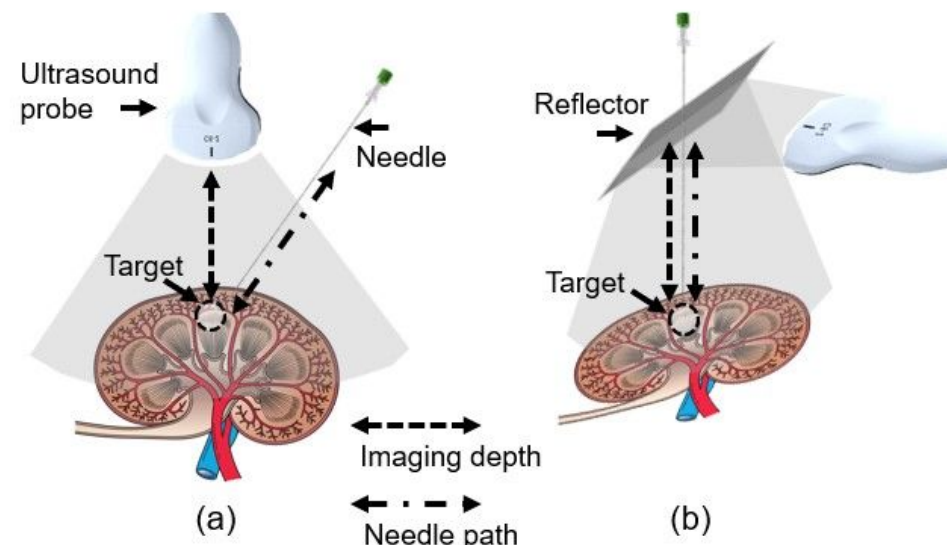 Ultrasound
probe
Needle
Target
Reflector
Target
Imaging depth
Needle path
(a)
(b)